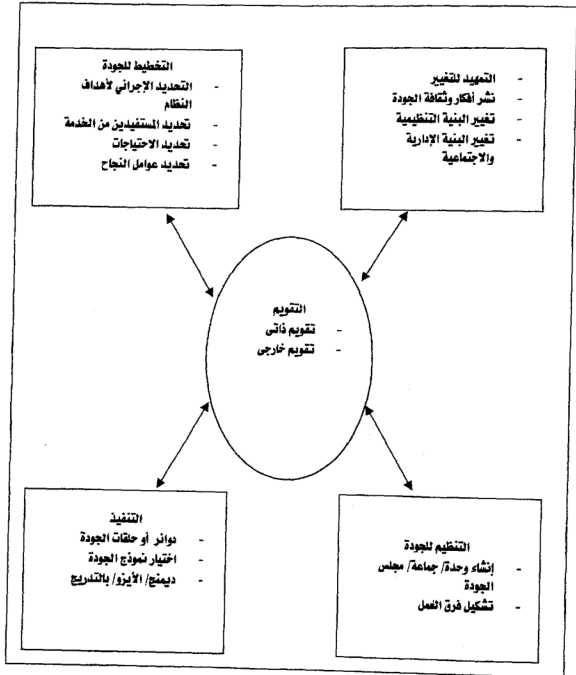 - التمهيد للتغيير
- نشر أفكار وثقافة الجودة
- تغيير البنية التنظيمية
- تغيير البنية الإدارية
والاجتماعية
التخطيط للجودة
- التحديد الإجرائي لأهداف
النظام
- تحديد المستفيدين من الخدمة
- تحديد الاحتياجات
- تحديد عوامل النجاح
التقويم
- تقويم ذاتى
- تقويم خارجى
التنظيم للجودة
- إنشاء وحدة/ جماعة/ مجلس
الجودة
- تشكيل فرق العمل
التنفيذ
- دوائر أو حلقات الجودة
- اختيار نموذج الجودة
- ديمنج/ الأيزو/ بالتدريج